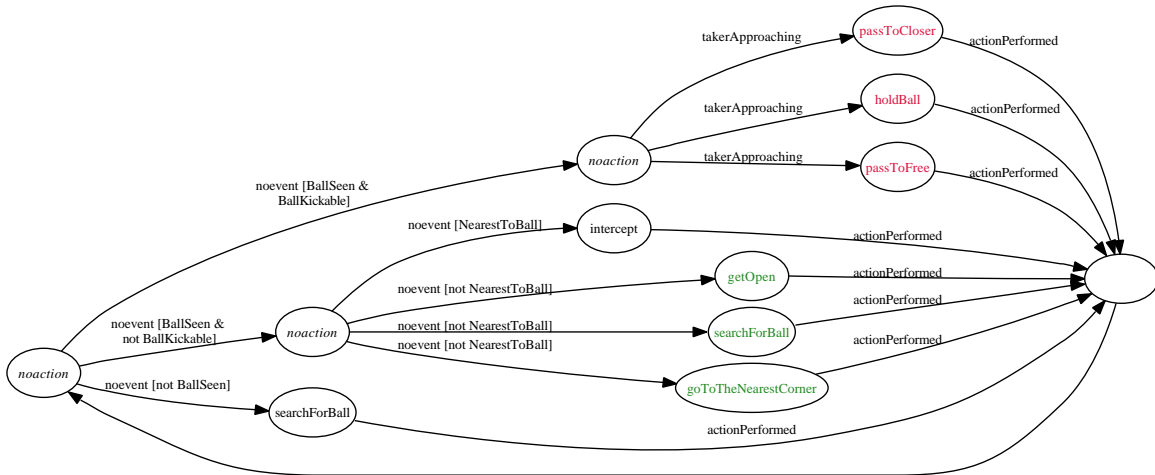 passToCloser
takerApproaching
actionPerformed
holdBall
takerApproaching
actionPerformed
noaction
takerApproaching
passToFree
actionPerformed
noevent [BallSeen &
BallKickable]
noevent [NearestToBall]
intercept
actionPerformed
getOpen
actionPerformed
noevent [not NearestToBall]
actionPerformed
noevent [BallSeen &
not BallKickable]
noaction
noevent [not NearestToBall]
searchForBall
noevent [not NearestToBall]
actionPerformed
noaction
noevent [not BallSeen]
goToTheNearestCorner
searchForBall
actionPerformed